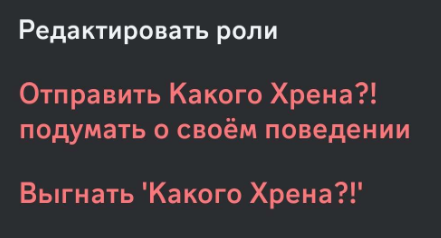 Редактировать роли
Отправить Какого Хрена?!
подумать о своём поведении
Выгнать 'Какого Хрена?!'